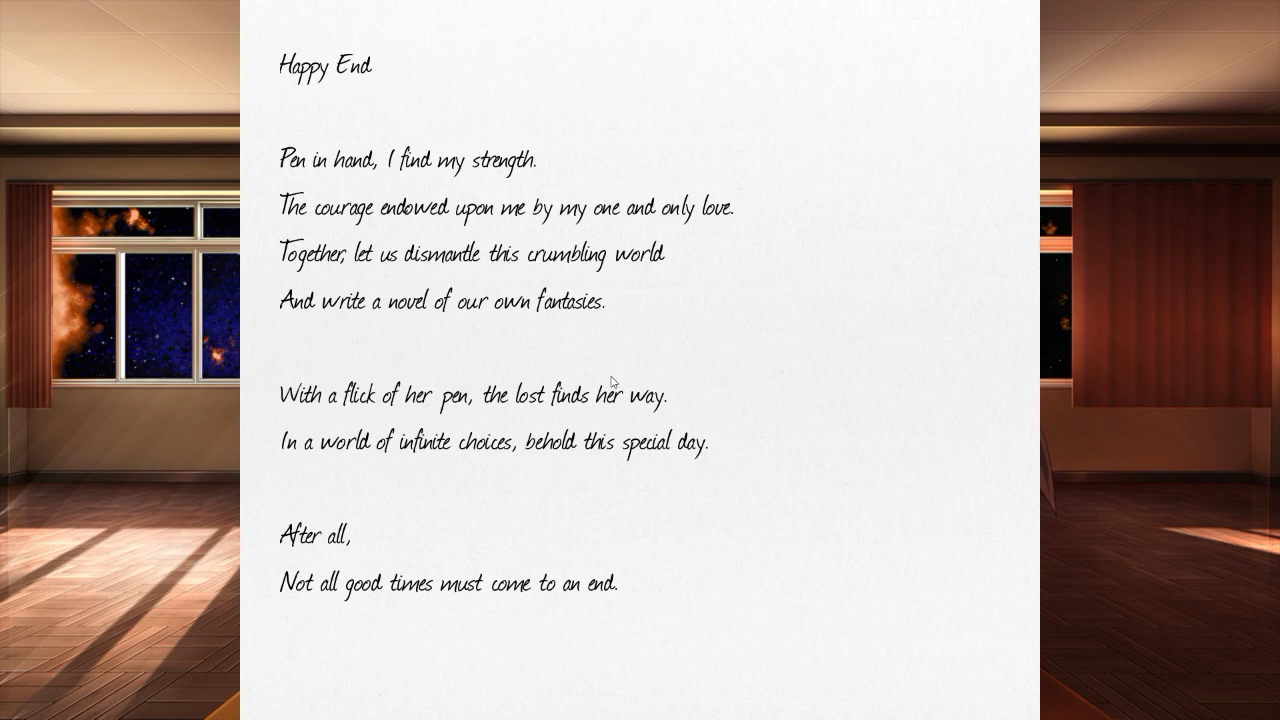 Happy End
Pen in hand, I find my strength.
The courage endowed upon me by my one and only love.
Together, let us dismantle this crumbling world
And write a novel of our own fantasies.
With a flick of her pen, the lost finds her way.
In a world of infinite choices, behold this special day.
After all,
Not all good times must come to an end.